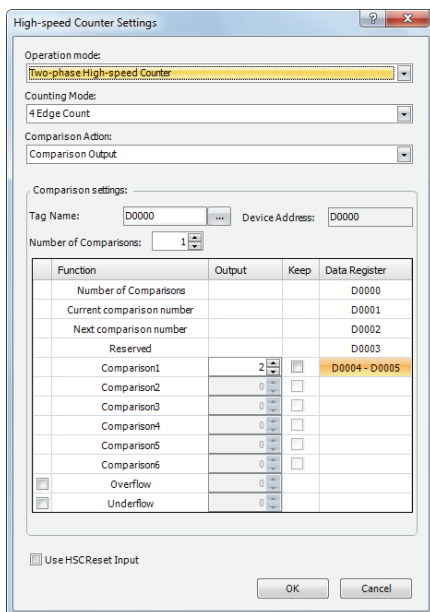 High-speed Counter Settings
Operation mode:
Two-phase High-speed Counter
Counting Mode:
4 Edge Count
Comparison Action:
Comparison Output
Comparison settings:
Tag Name: D0000 ... Device Address: D0000
Number of Comparisons: 1
Function Output Keep Data Register
Number of Comparisons D0000
Current comparison number D0001
Next comparison number D0002
Reserved D0003
Comparison1 2 D0004 - D0005
Comparison2 0
Comparison3 0
Comparison4 0
Comparison5 0
Comparison6 0
Overflow 0
Underflow 0
Use HSCReset Input
OK Cancel